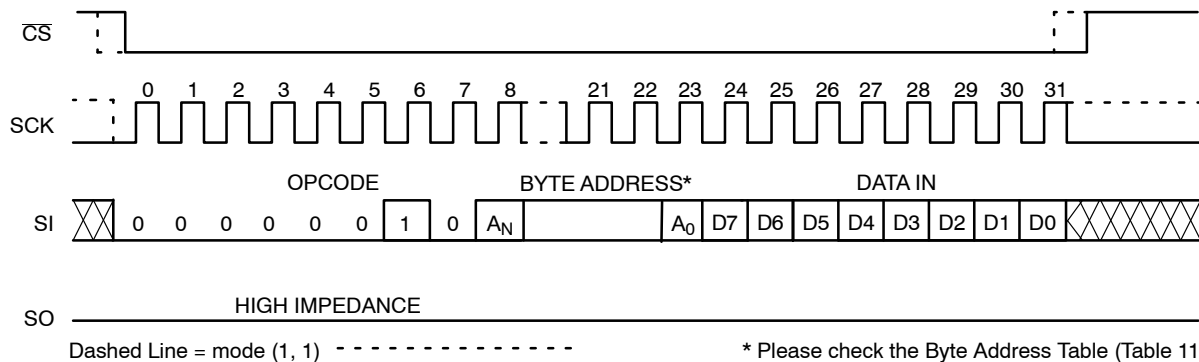 CS
0 1 2 3 4 5 6 7 8 21 22 23 24 25 26 27 28 29 30 31
SCK
OPCODE BYTE ADDRESS* DATA IN
SI 0 0 0 0 0 0 1 0 AN A0 D7 D6 D5 D4 D3 D2 D1 D0
HIGH IMPEDANCE
SO
Dashed Line = mode (1, 1) * Please check the Byte Address Table (Table 11